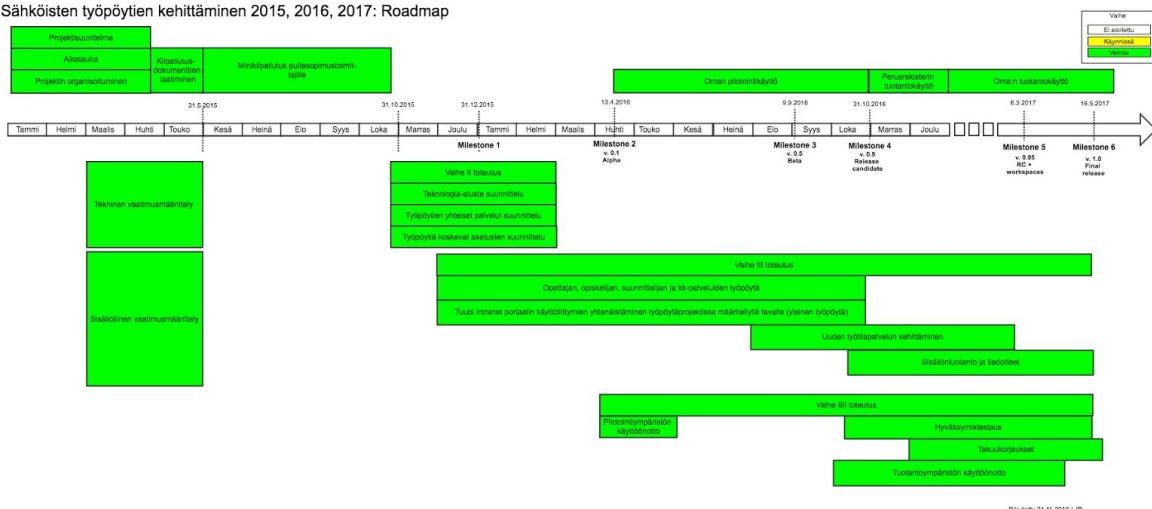 Sähköisten työpöytien kehittäminen 2015, 2016, 2017: Roadmap
Vaihe
Ei aloitettu
Käynnissä
Valmis
Projektisuunitelma
Aikataulut
Projektin organisoituminen
Kilpailutus-
dokumenttien
laatiminen
Minikilpailutus puitesopimustoimit-
tajille
Oman pilotointikäyttö
Perusrekisterin
tuotantokäyttö
Oma:n tuotantokäyttö
31.5.2015
31.10.2015
31.12.2015
13.4.2016
9.9.2016
31.10.2016
6.3.2017
16.5.2017
Tammi Helmi Maalis Huhti Touko Kesä Heinä Elo Syys Loka Marras Joulu Tammi Helmi Maalis Huhti Touko Kesä Heinä Elo Syys Loka Marras Joulu
Milestone 1
Milestone 2
v. 0.1
Alpha
Milestone 3
v. 0.5
Beta
Milestone 4
v. 0.9
Release
candidate
Milestone 5
v. 0.95
RC +
workspaces
Milestone 6
v. 1.0
Final
release
Tekninen vaatimusmäärittely
Vaihe II toteutus
Teknologia-alusta suunnittelu
Työpöytien yhteiset palvelut suunnittelu
Työpöytiä koskevat asetusten suunnittelu
Sisällöllinen vaatimusmäärittely
Vaihe III toteutus
Opettajan, opiskelijan, suunnittelijan ja kk-palveluiden työpöytä
Tuubi intranet portaalin käyttöliittymien yhtenäistäminen työpöytäprojektissa määritellyllä tavalla (yleinen työpöytä)
Uuden työtilapalvelun kehittäminen
Sisällöntuotanto ja tiedotteet
Vaihe IIII toteutus
Pilotointiympäristön
käyttöönotto
Hyväksymistestaus
Takuukorjaukset
Tuotantoympäristön käyttöönotto